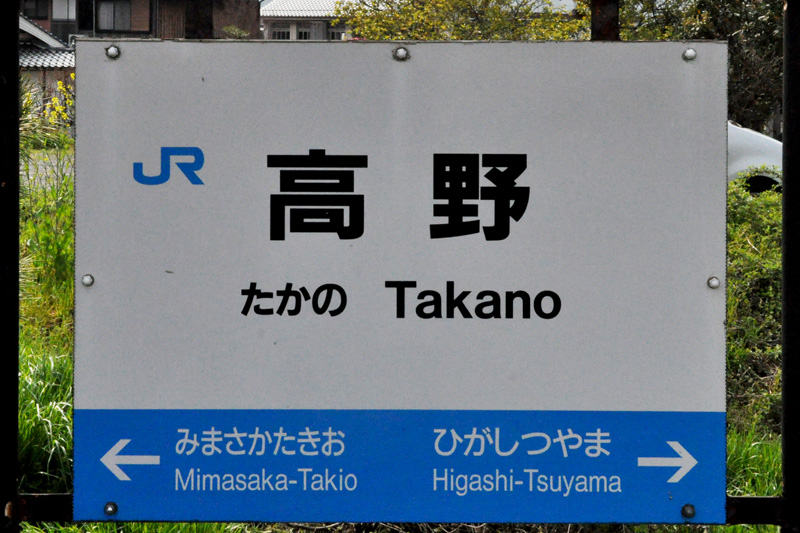 JR 高野
たかの Takano
← みまさかたきお ひがしつやま →
Mimasaka-Takio Higashi-Tsuyama